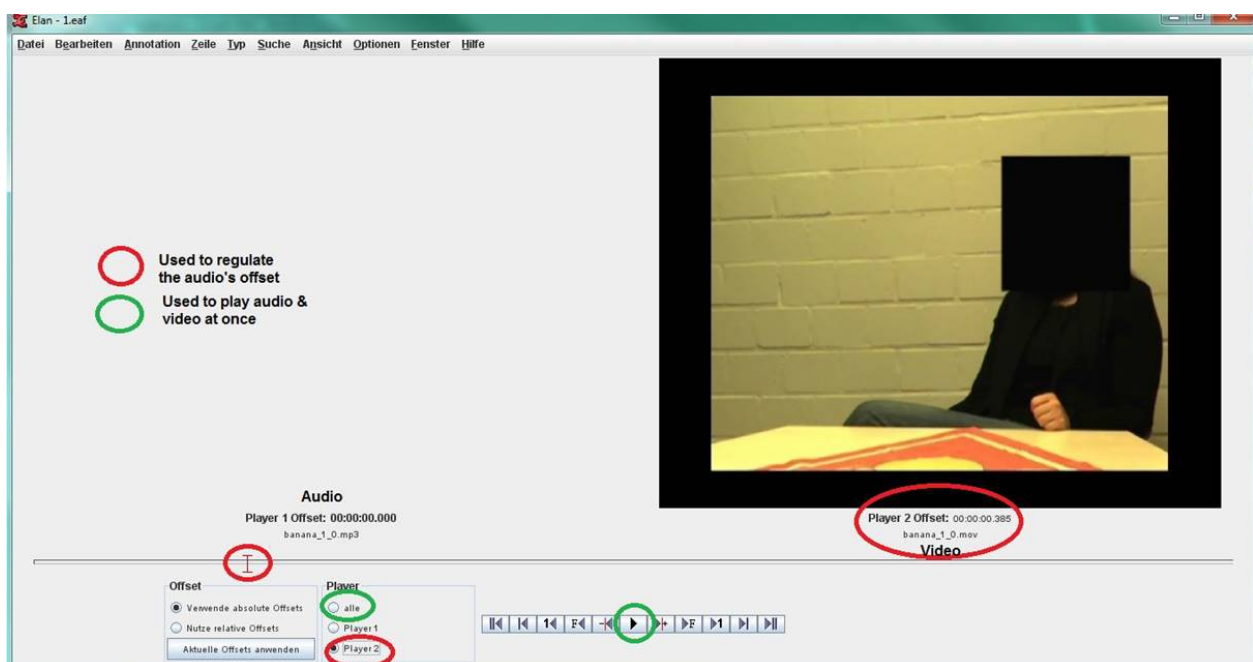 Elan - 1.eaf
Datei Bearbeiten Annotation Zeile Typ Suche Ansicht Optionen Fenster Hilfe
Used to regulate
the audio's offset
Used to play audio &
video at once
Audio
Player 1 Offset: 00:00:00.000
banana_1_0.mp3
Player 2 Offset: 00:00:00.385
banana_1_0.mov
Video
Offset
Verwende absolute Offsets
Nutze relative Offsets
Aktuelle Offsets anwenden
Player
alle
Player 1
Player 2
1 F F 1